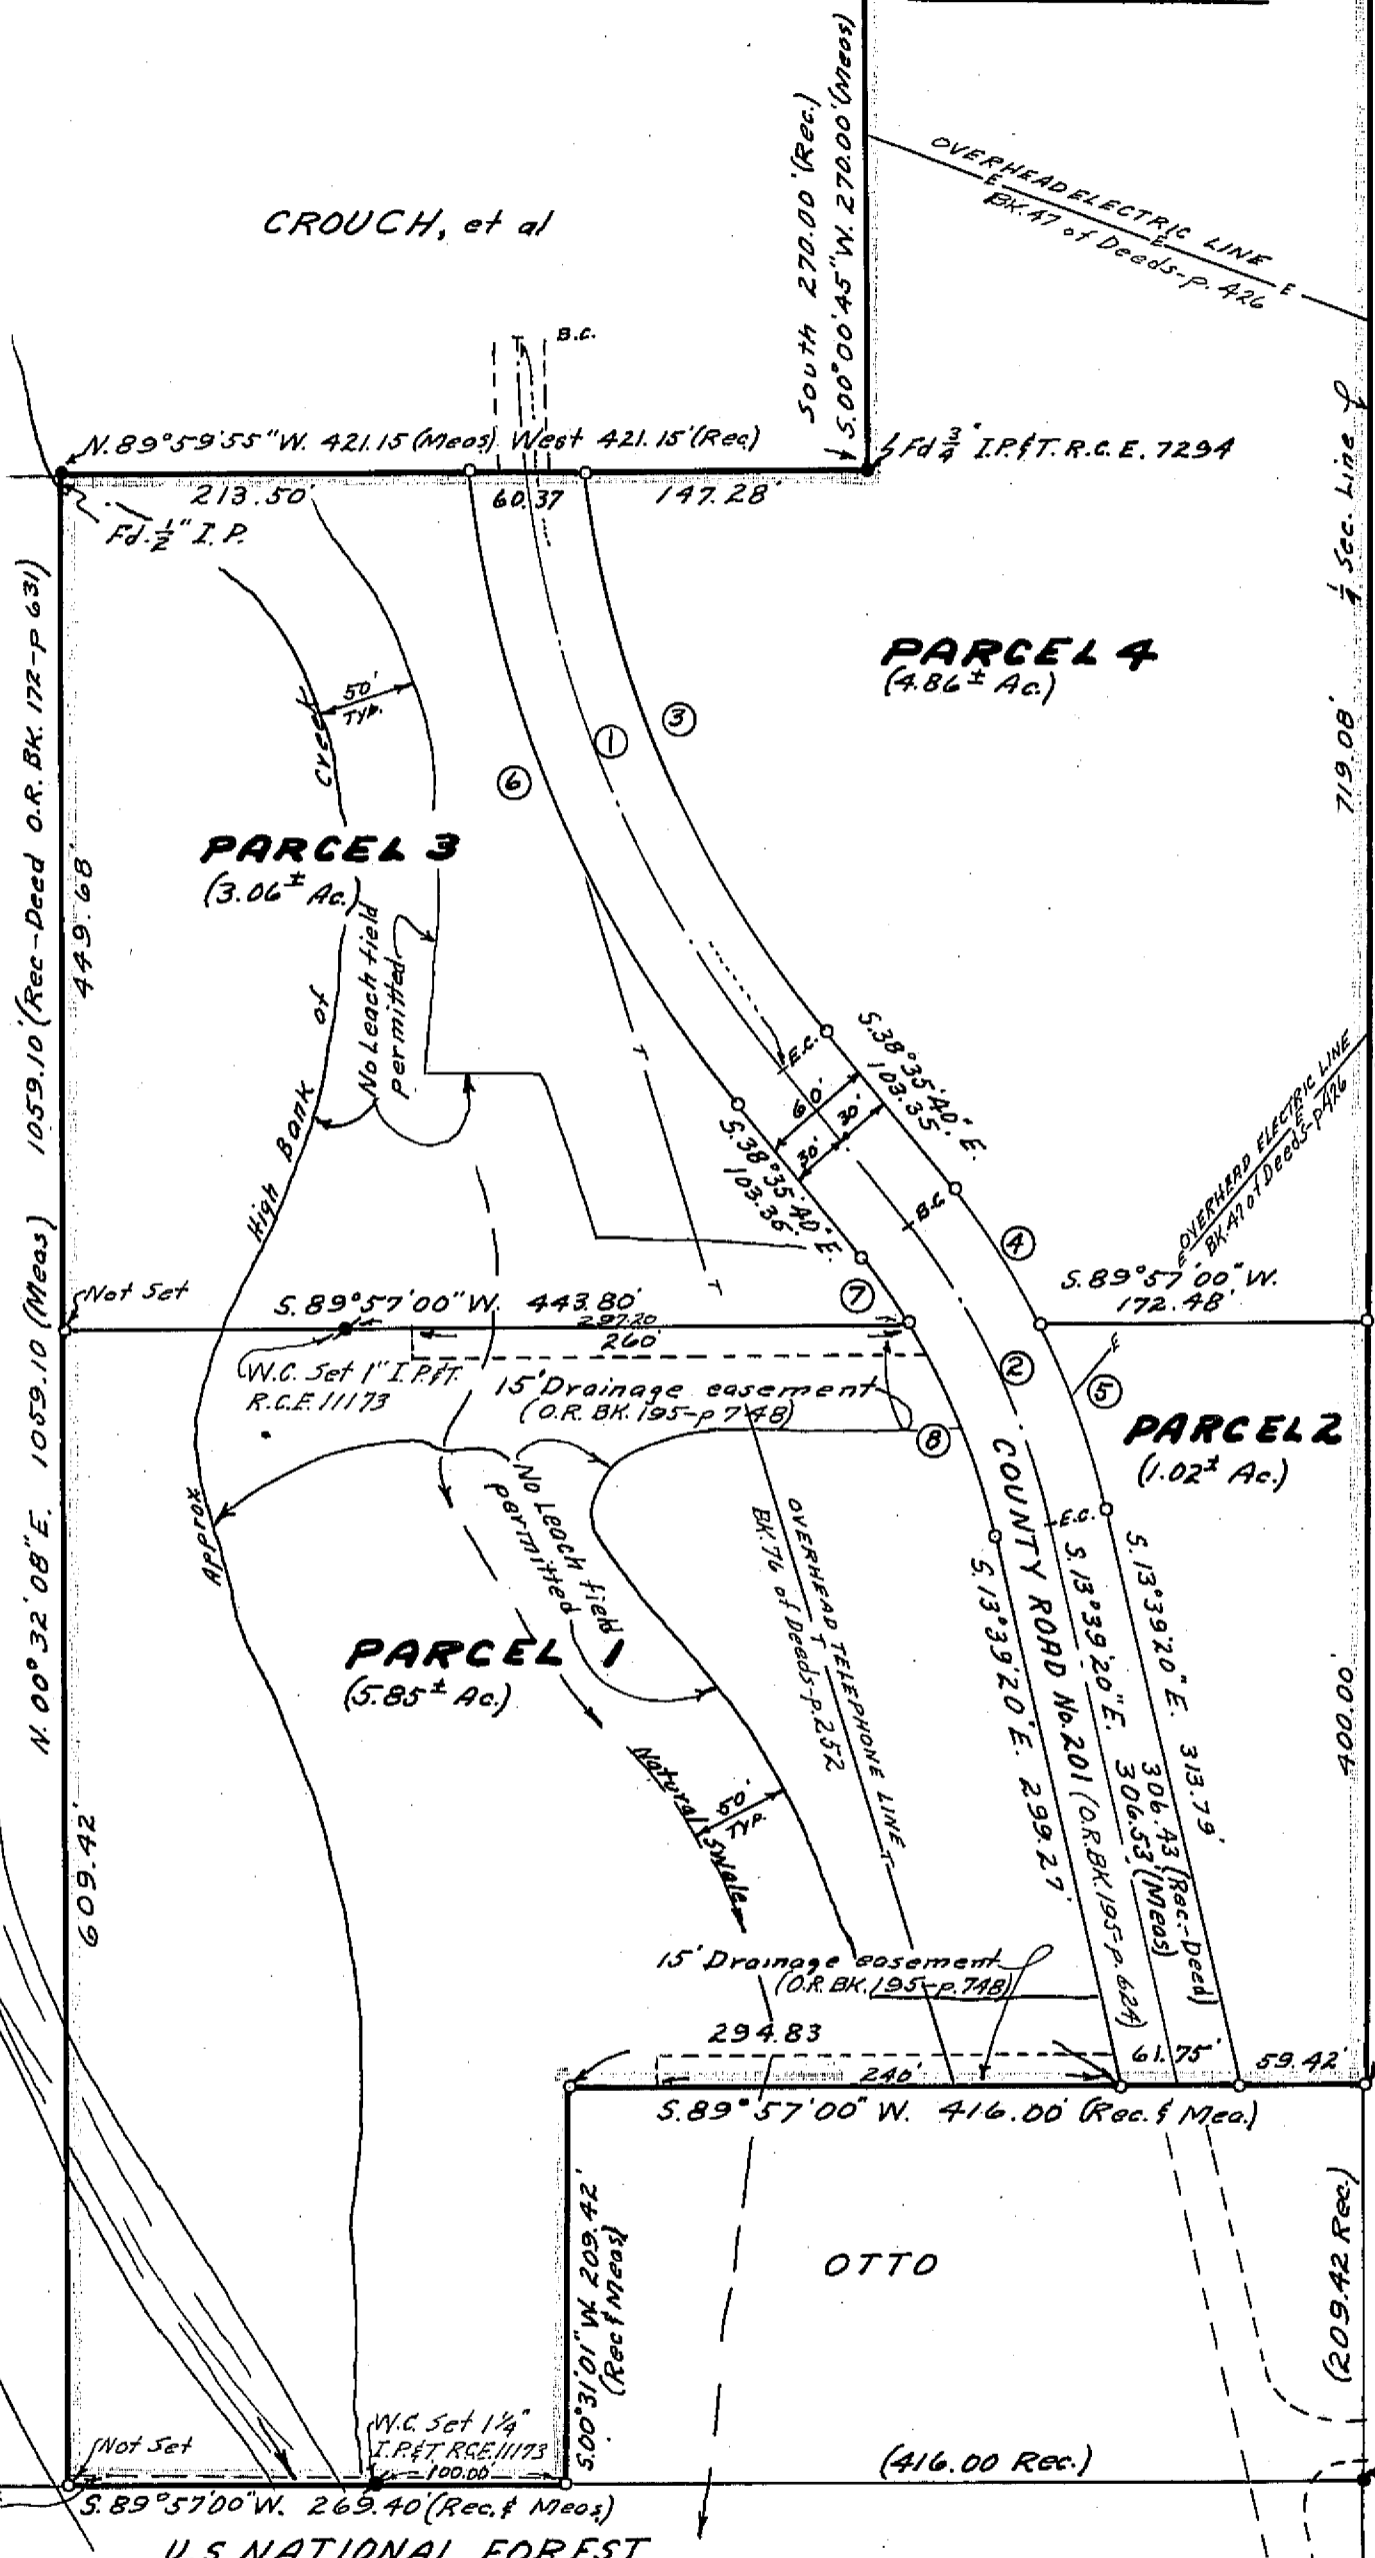 South 270.00'(Rec.)
S.00°00'45"W. 270.00'(Meas)
OVERHEAD ELECTRIC LINE
E E E
BK.47 of Deeds-p.426
CROUCH, et al
B.C.
N.89°59'55"W. 421.15 (Meas) West 421.15'(Rec)
Fd ¾" I.P.&T. R.C.E. 7294
213.50'
60.37
147.28'
Fd. ½" I.P.
¼ Sec. Line
719.08'
PARCEL 4
(4.86± Ac.)
50'
TYP.
③
①
⑥
PARCEL 3
(3.06± Ac.)
N.00°32'08"E. 1059.10 (Meas) 1059.10'(Rec-Deed O.R. BK. 172-p 631)
449.68'
No Leach field
permitted
Approx High Bank of Creek
E.C.
S.38°35'40"E.
103.35'
60'
30'
30'
S.38°35'40"E.
103.36'
B.C.
④
T
T
⑦
OVERHEAD ELECTRIC LINE
E E
BK.47 of Deeds-p426
S.89°57'00"W.
172.48'
Not Set
S.89°57'00"W. 443.80'
297.20
260'
W.C. Set 1" I.P.&T.
R.C.E. 11173
15' Drainage easement
(O.R. BK. 195-p 748)
②
⑤
⑧
PARCEL 2
(1.02± Ac.)
No Leach field
permitted
PARCEL 1
(5.85± Ac.)
OVERHEAD TELEPHONE LINE
T T
BK.76 of Deeds-p.252
COUNTY ROAD No.201 (O.R.BK.195-p.624)
E.C.
S.13°39'20"E. 299.27'
S.13°39'20"E. 306.53'(Meas)
306.43 (Rec.-Deed)
S.13°39'20"E. 313.79'
400.00'
609.42'
Natural Swale
50'
TYP.
15' Drainage easement
(O.R. BK. 195-p.748)
294.83
240'
61.75'
59.42'
S.89°57'00"W. 416.00' (Rec. & Mea.)
S.00°31'01"W. 209.42'
(Rec & Meas)
OTTO
(209.42 Rec.)
Not Set
W.C. Set 1¼"
I.P.&T. RCE.11173
100.00'
(416.00 Rec.)
S.89°57'00"W. 269.40'(Rec. & Meas)
U.S. NATIONAL FOREST